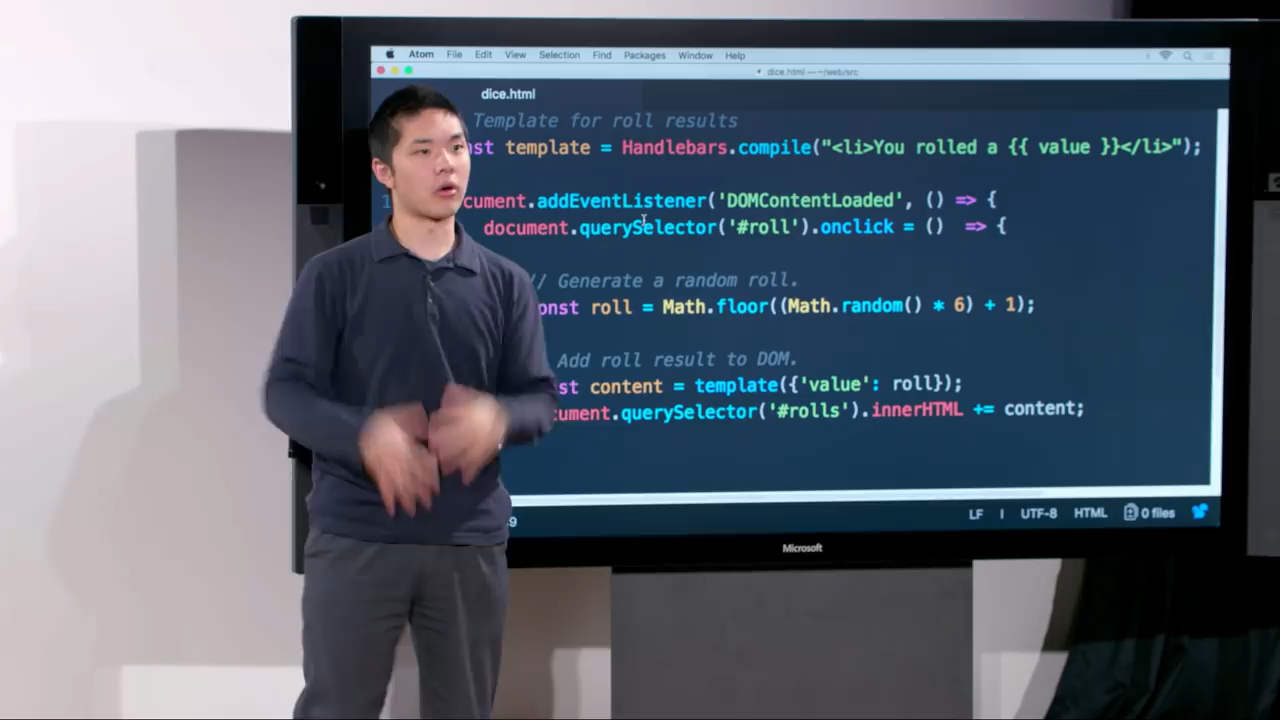 Atom File Edit View Selection Find Packages Window Help
dice.html — ~/web/src
dice.html
Template for roll results
nst template = Handlebars.compile("<li>You rolled a {{ value }}</li>");
cument.addEventListener('DOMContentLoaded', () => {
document.querySelector('#roll').onclick = () => {
// Generate a random roll.
onst roll = Math.floor((Math.random() * 6) + 1);
Add roll result to DOM.
st content = template({'value': roll});
cument.querySelector('#rolls').innerHTML += content;
LF UTF-8 HTML 0 files
Microsoft